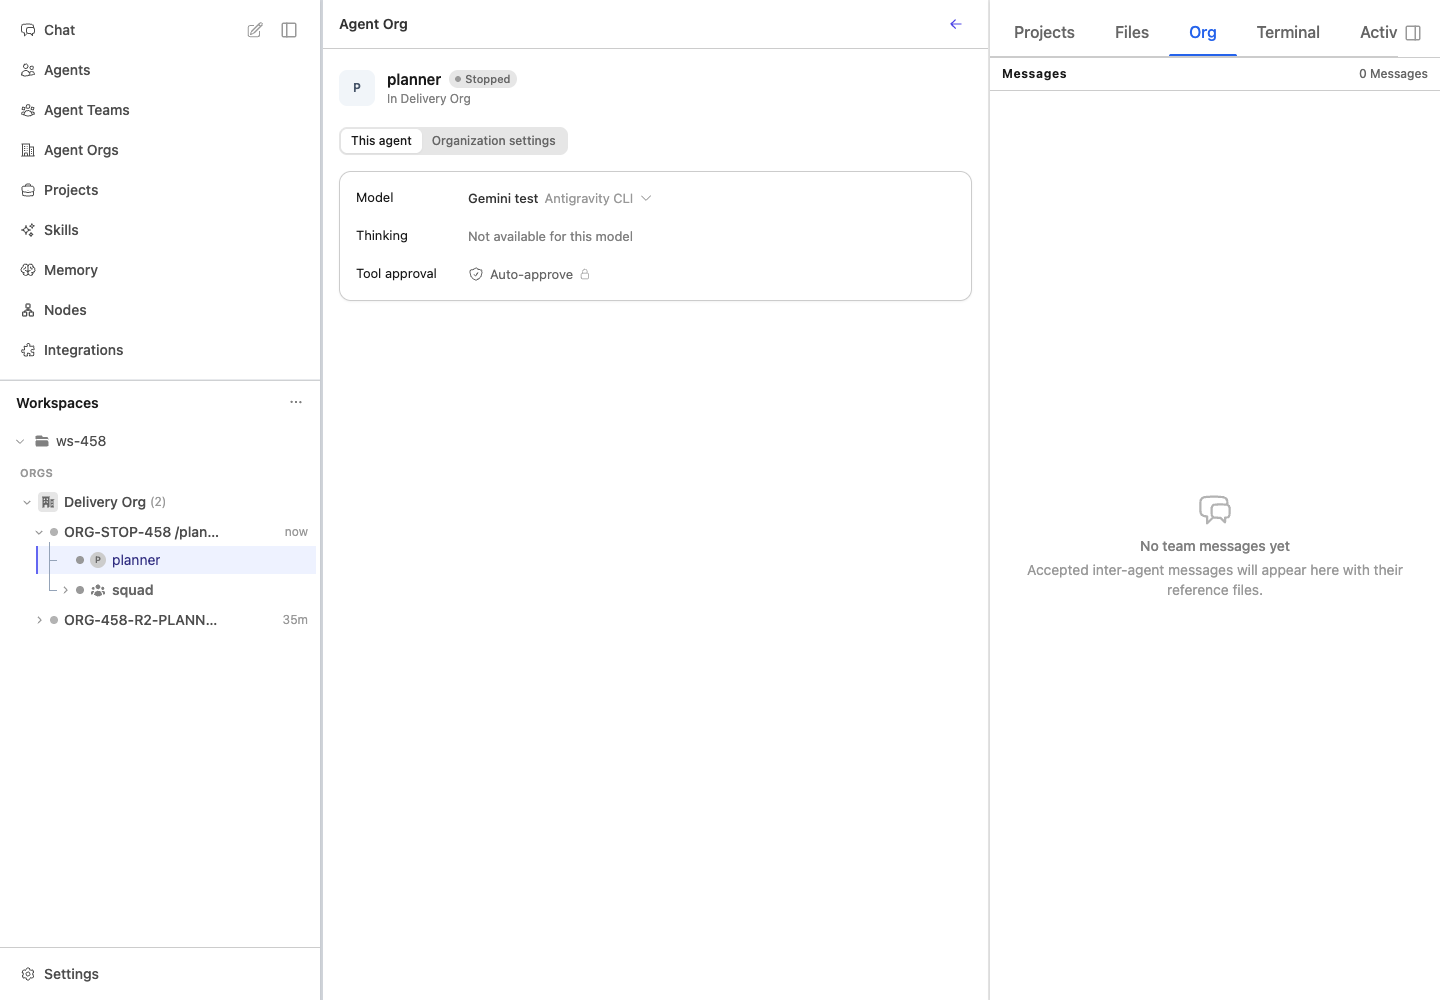 Chat
Agents
Agent Teams
Agent Orgs
Projects
Skills
Memory
Nodes
Integrations
Workspaces
ws-458
ORGS
Delivery Org (2)
ORG-STOP-458 /plan... now
P planner
squad
ORG-458-R2-PLANN... 35m
Settings
Agent Org
P
planner Stopped
In Delivery Org
This agent Organization settings
Model Gemini test Antigravity CLI
Thinking Not available for this model
Tool approval Auto-approve
Projects Files Org Terminal Activ
Messages 0 Messages
No team messages yet
Accepted inter-agent messages will appear here with their
reference files.